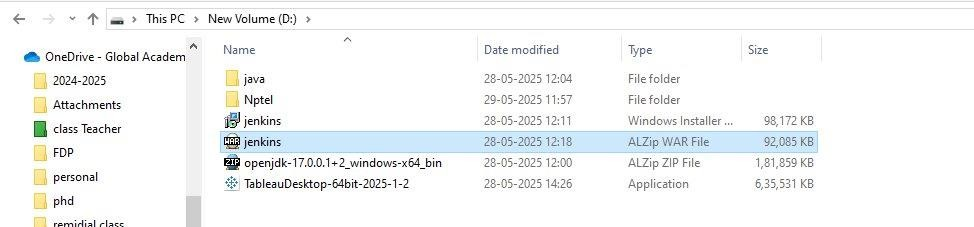 This PC > New Volume (D:) >
OneDrive - Global Academ
2024-2025
Attachments
class Teacher
FDP
personal
phd
remidial class
Name Date modified Type Size
java 28-05-2025 12:04 File folder
Nptel 29-05-2025 11:57 File folder
jenkins 28-05-2025 12:11 Windows Installer ... 98,172 KB
WAR jenkins 28-05-2025 12:18 ALZip WAR File 92,085 KB
ZIP openjdk-17.0.0.1+2_windows-x64_bin 28-05-2025 12:00 ALZip ZIP File 1,81,859 KB
TableauDesktop-64bit-2025-1-2 28-05-2025 14:26 Application 6,35,531 KB